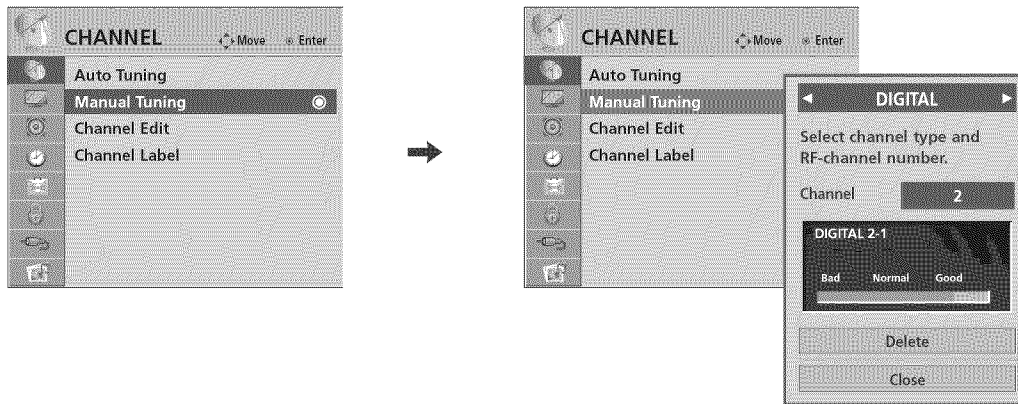 CHANNEL Move Enter
Auto Tuning
Manual Tuning
Channel Edit
Channel Label
CHANNEL Move Enter
Auto Tuning
Manual Tuning
Channel Edit
Channel Label
DIGITAL
Select channel type and
RF-channel number.
Channel 2
DIGITAL 2-1
Bad Normal Good
Delete
Close